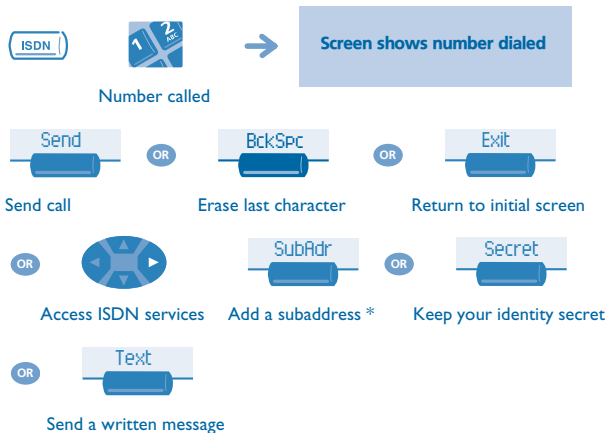 ISDN
1 2 ABC
Screen shows number dialed
Number called
Send OR BckSpc OR Exit
Send call Erase last character Return to initial screen
OR SubAdr OR Secret
Access ISDN services Add a subaddress * Keep your identity secret
OR Text
Send a written message